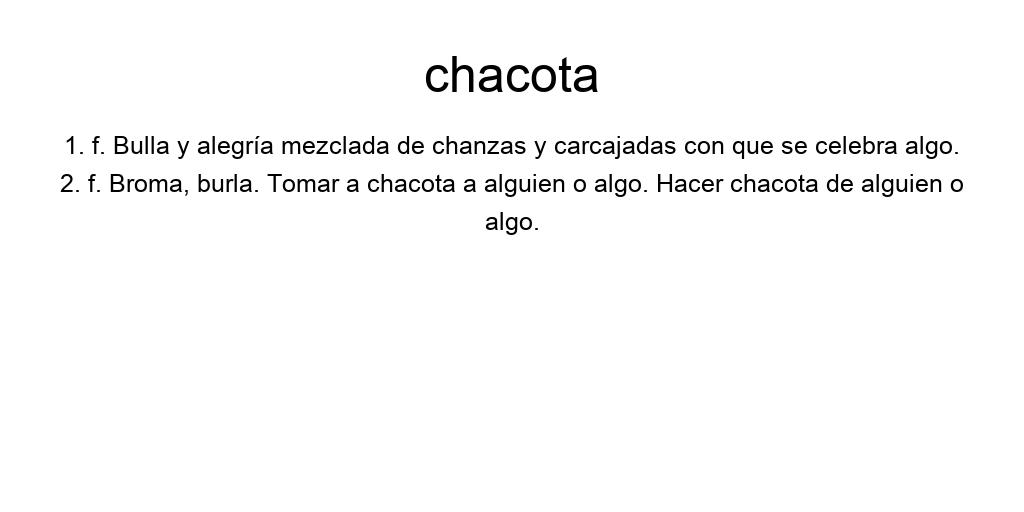 chacota
1. f. Bulla y alegría mezclada de chanzas y carcajadas con que se celebra algo.
2. f. Broma, burla. Tomar a chacota a alguien o algo. Hacer chacota de alguien o
algo.